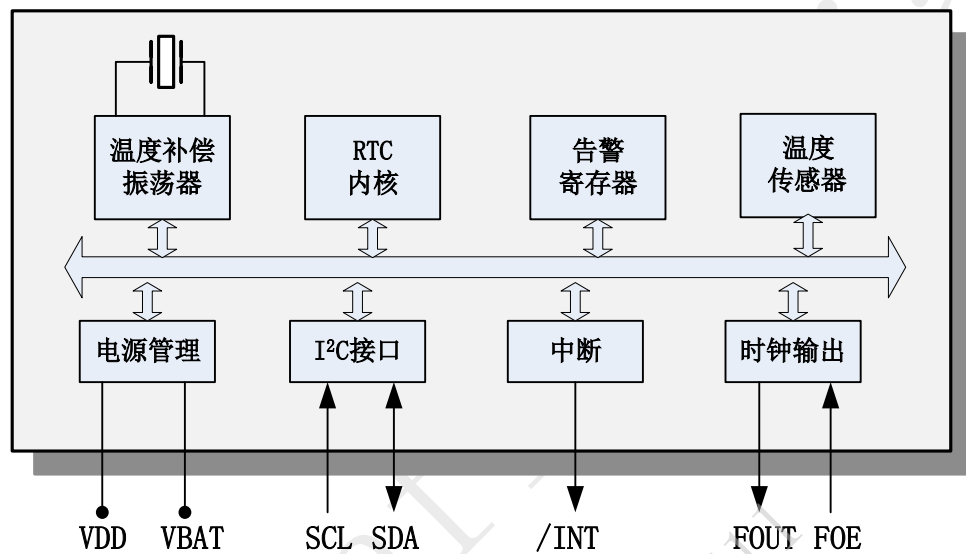 温度补偿
振荡器
RTC
内核
告警
寄存器
温度
传感器
电源管理
I²C接口
中断
时钟输出
VDD VBAT SCL SDA /INT FOUT FOE